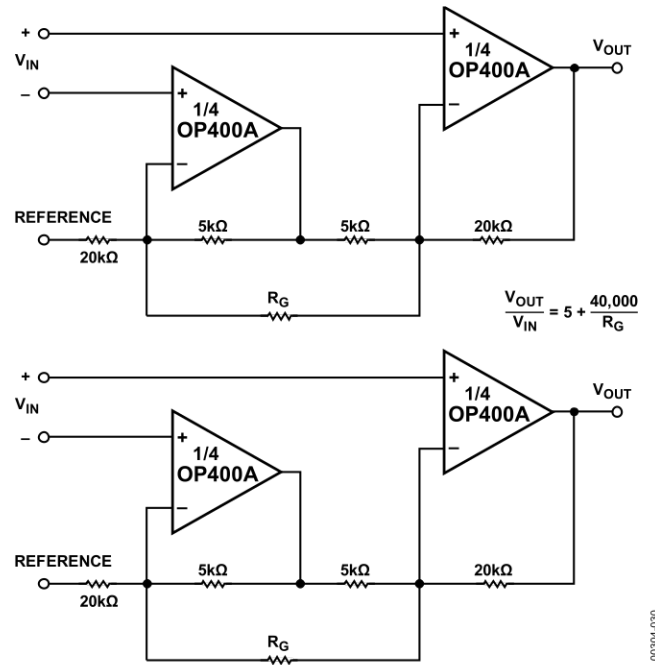 +
V_IN
–
+
1/4
OP400A
–
+
1/4
OP400A
–
V_OUT
REFERENCE
20kΩ
5kΩ
5kΩ
20kΩ
R_G
V_OUT / V_IN = 5 + 40,000 / R_G
+
V_IN
–
+
1/4
OP400A
–
+
1/4
OP400A
–
V_OUT
REFERENCE
20kΩ
5kΩ
5kΩ
20kΩ
R_G
00304-030